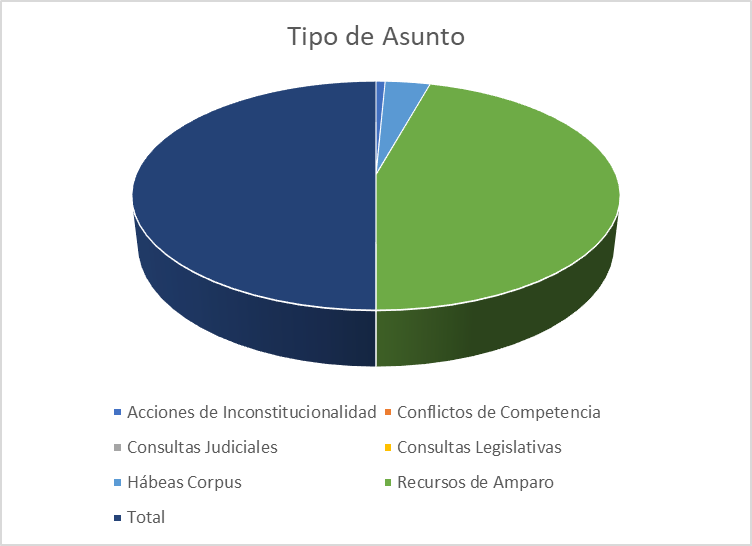 Tipo de Asunto
Acciones de Inconstitucionalidad
Conflictos de Competencia
Consultas Judiciales
Consultas Legislativas
Hábeas Corpus
Recursos de Amparo
Total